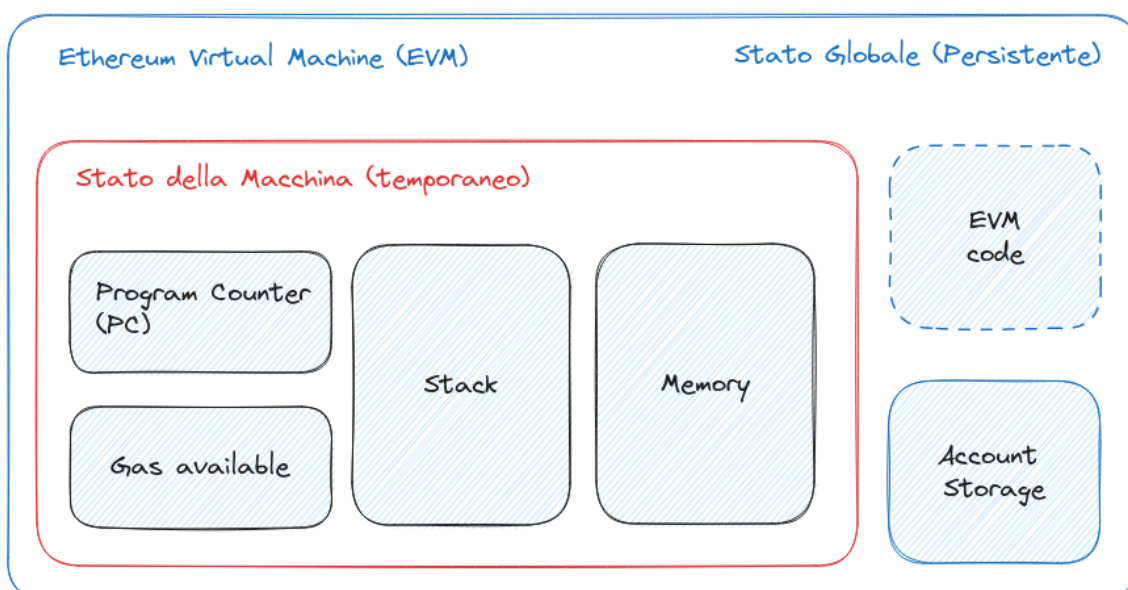 Ethereum Virtual Machine (EVM)
Stato Globale (Persistente)
Stato della Macchina (temporaneo)
Program Counter
(PC)
Gas available
Stack
Memory
EVM
code
Account
Storage